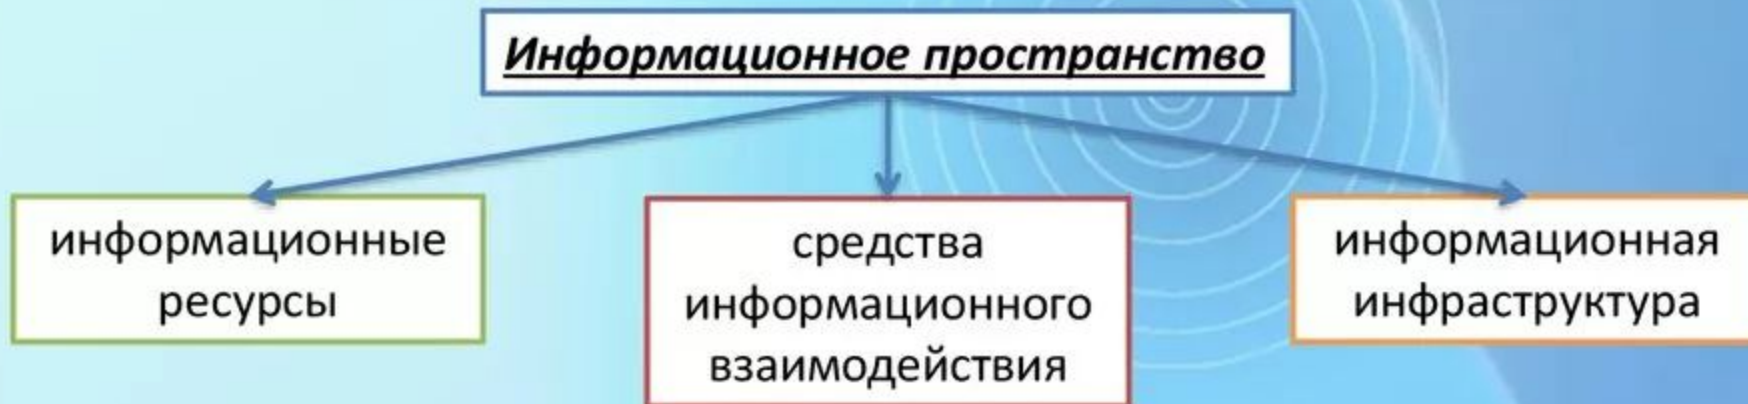 Информационное пространство
информационные
ресурсы
средства
информационного
взаимодействия
информационная
инфраструктура